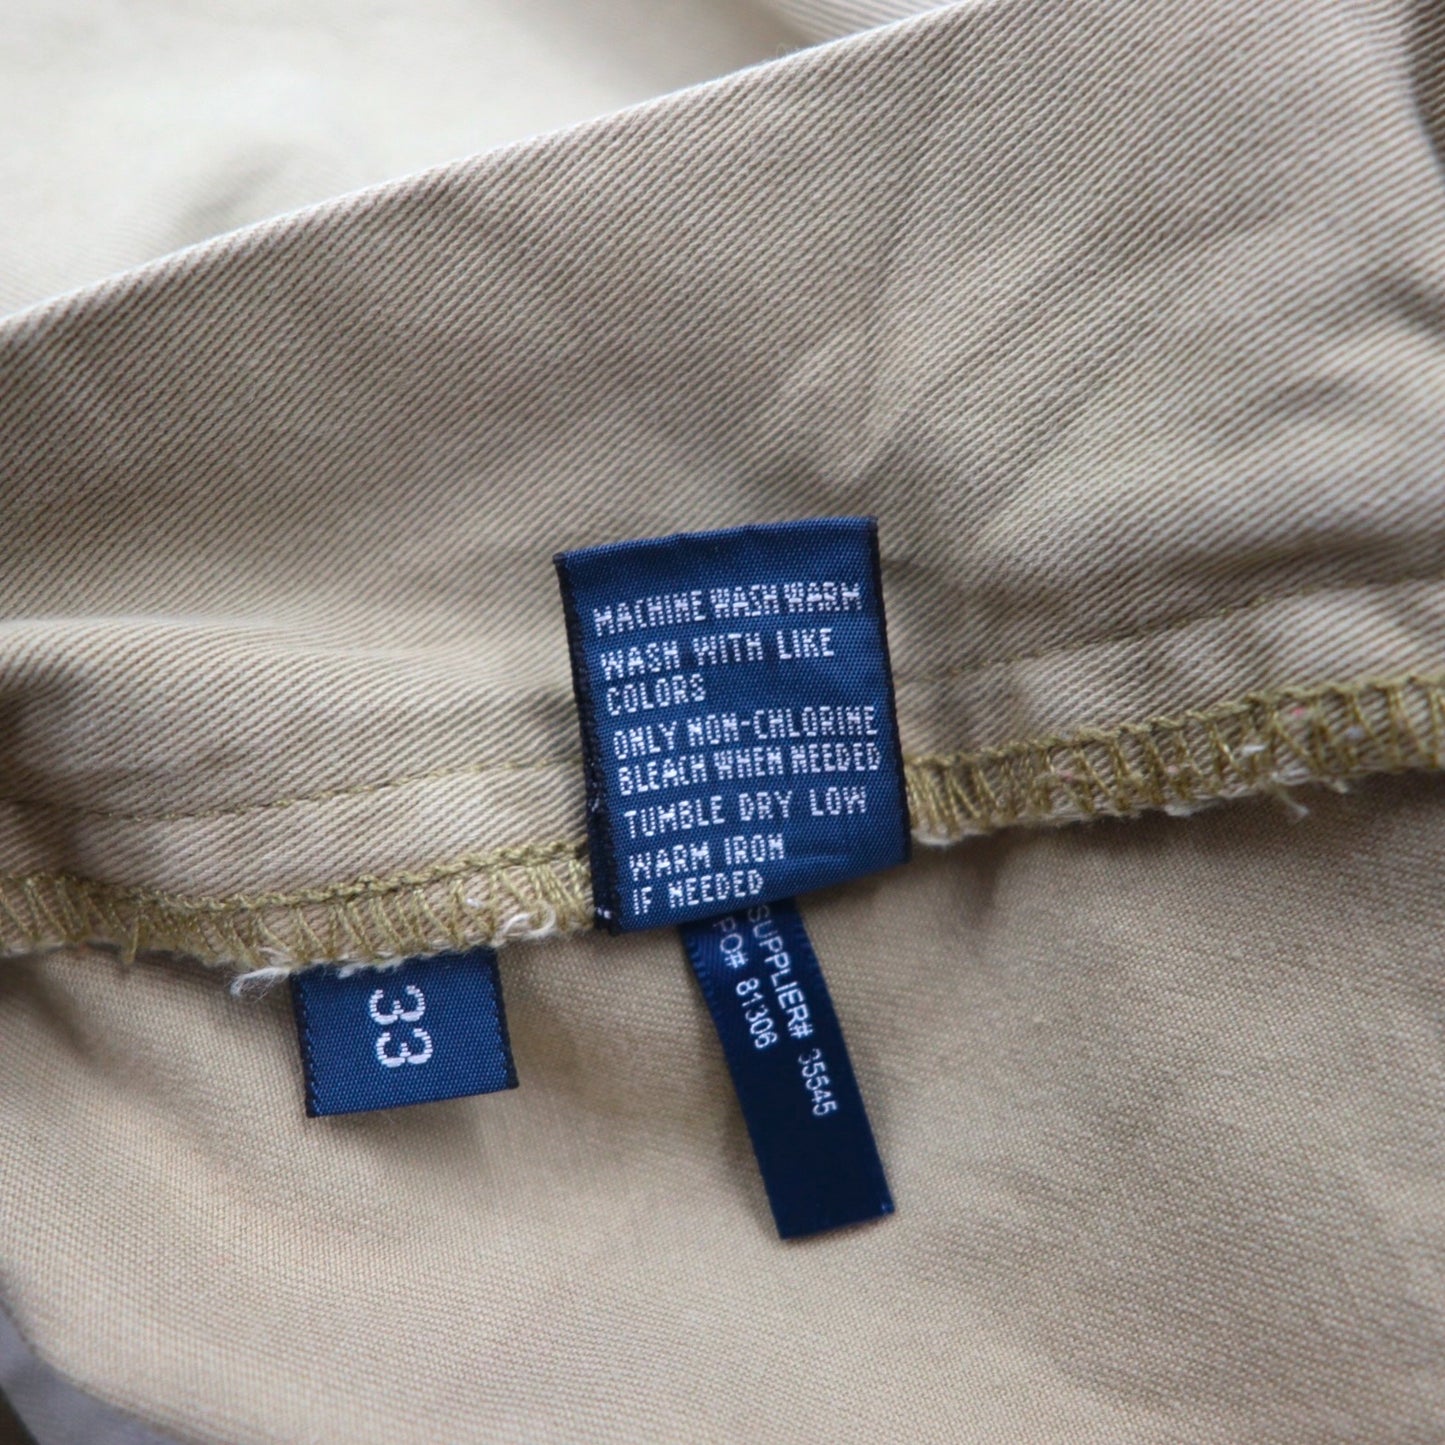 MACHINE WASH WARM
WASH WITH LIKE
COLORS
ONLY NON-CHLORINE
BLEACH WHEN NEEDED
TUMBLE DRY LOW
WARM IRON
IF NEEDED
SUPPLIER# 35545
PO# 81306
33